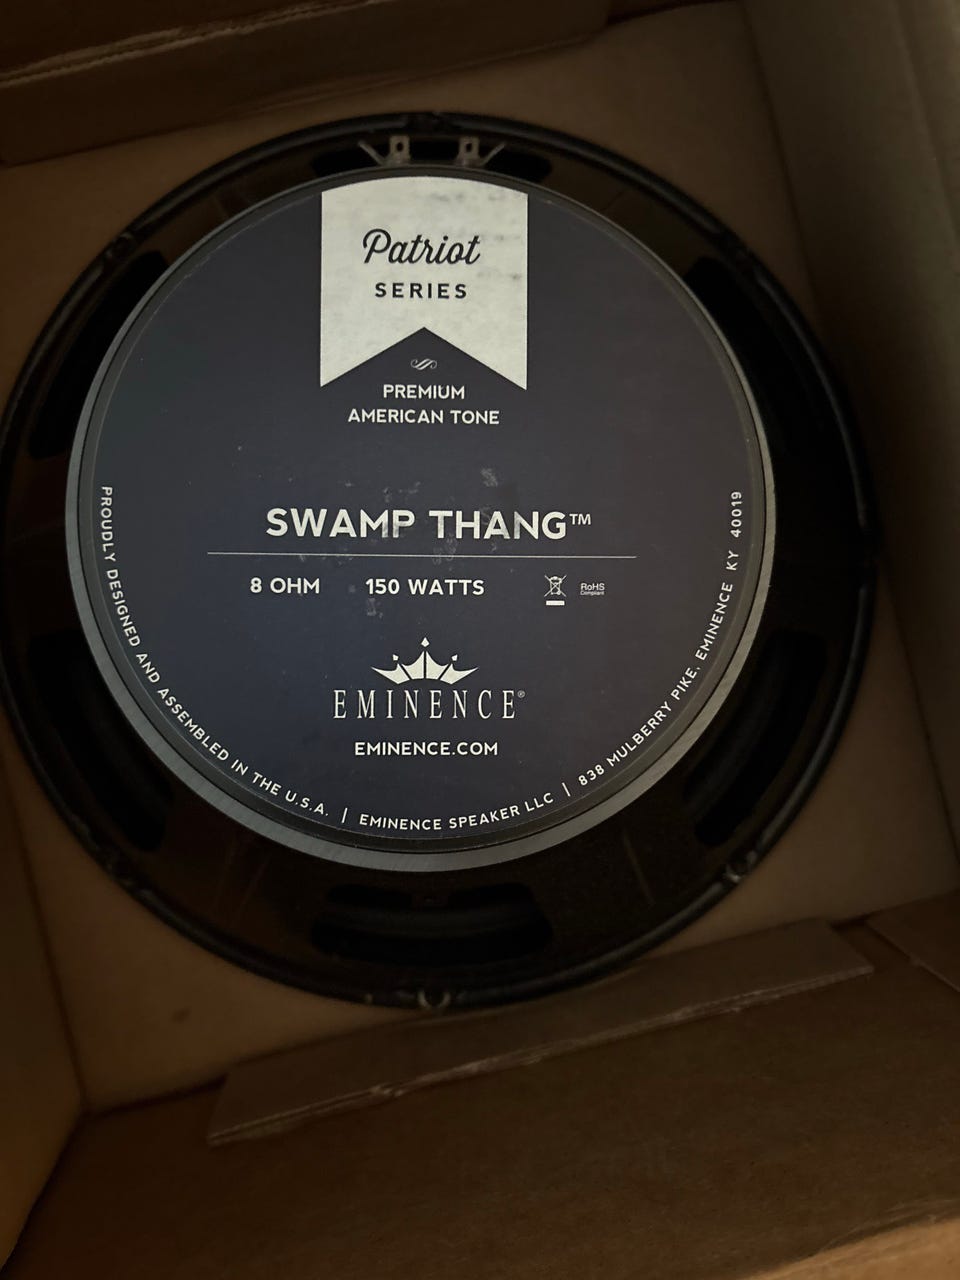 Patriot
SERIES
PREMIUM
AMERICAN TONE
SWAMP THANG™
8 OHM 150 WATTS
RoHS
Compliant
EMINENCE®
EMINENCE.COM
PROUDLY DESIGNED AND ASSEMBLED IN THE U.S.A. | EMINENCE SPEAKER LLC | 838 MULBERRY PIKE, EMINENCE KY 40019